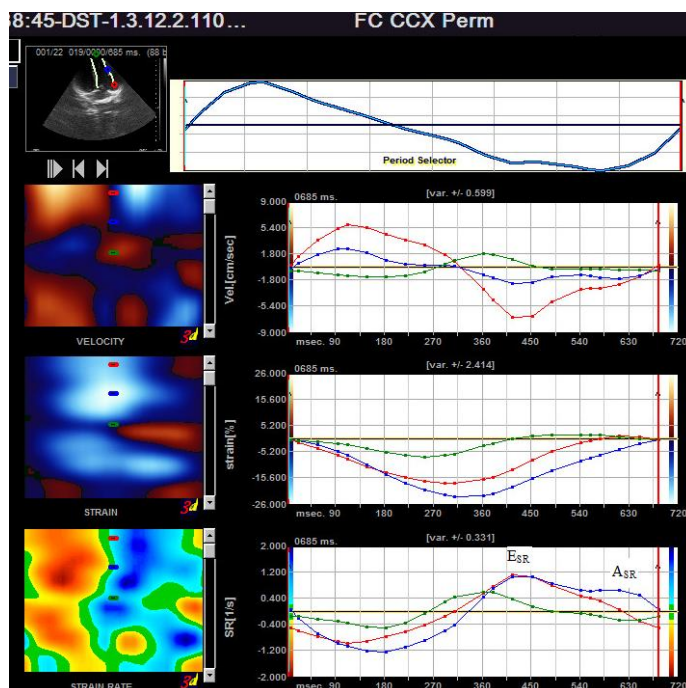 38:45-DST-1.3.12.2.110... FC CCX Perm
001/22 019/0090/685 ms. (88 b
Period Selector
0685 ms. [var. +/- 0.599]
9.000
5.400
1.800
-1.800
-5.400
-9.000
Vel.[cm/sec]
msec. 90 180 270 360 450 540 630 720
VELOCITY 3d
0685 ms. [var. +/- 2.414]
26.000
16.600
5.200
-5.200
-15.600
-26.000
strain[%]
msec. 90 180 270 360 450 540 630 720
STRAIN 3d
0685 ms. [var. +/- 0.331]
2.000
1.200
0.400
-0.400
-1.200
-2.000
SR[1/s]
ESR
ASR
msec. 90 180 270 360 450 540 630 720
STRAIN RATE 3d